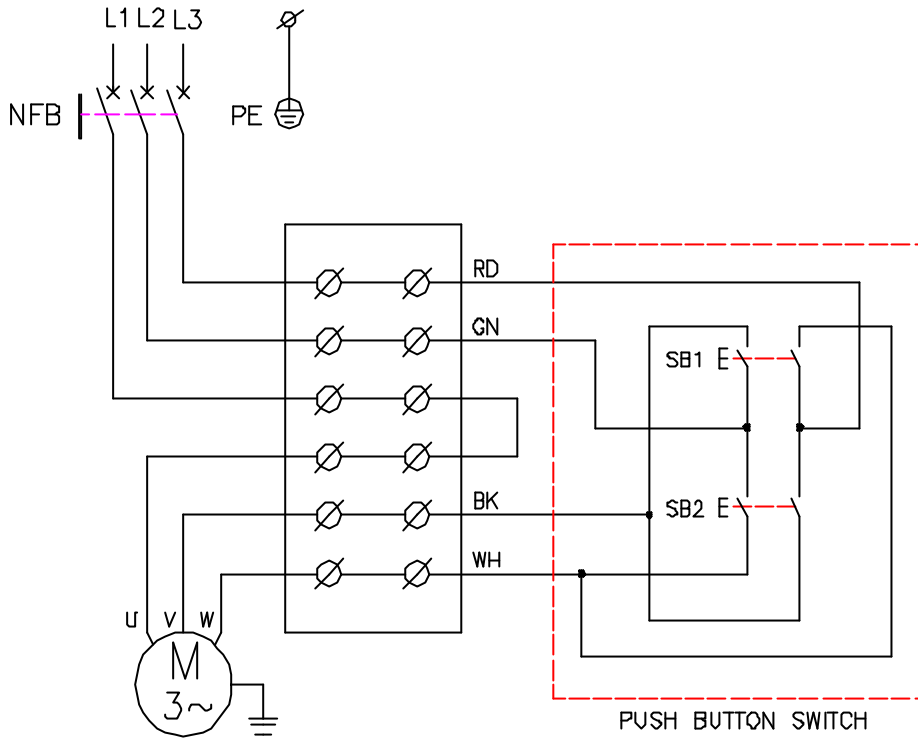 L1 L2 L3
NFB
PE
RD
GN
SB1
BK
SB2
WH
U V W
M
3~
PUSH BUTTON SWITCH